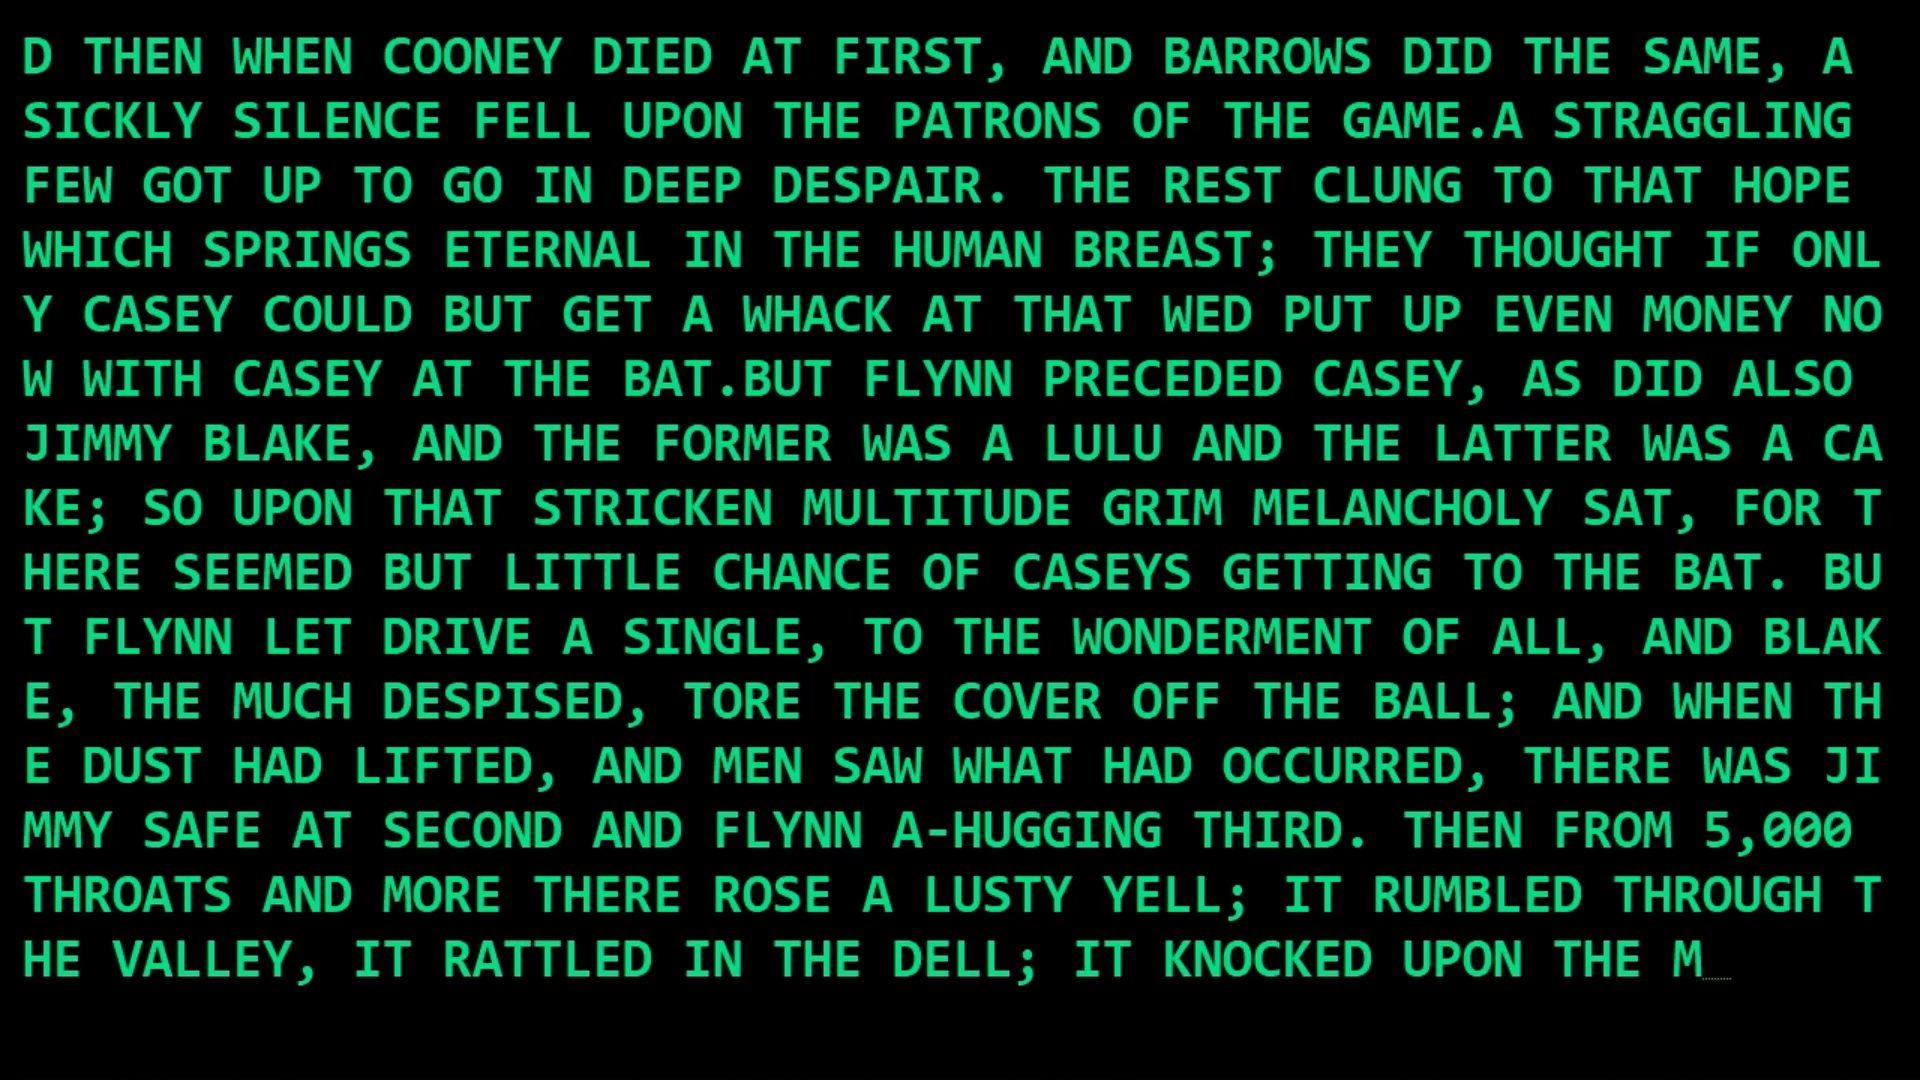 D THEN WHEN COONEY DIED AT FIRST, AND BARROWS DID THE SAME, A
SICKLY SILENCE FELL UPON THE PATRONS OF THE GAME.A STRAGGLING
FEW GOT UP TO GO IN DEEP DESPAIR. THE REST CLUNG TO THAT HOPE
WHICH SPRINGS ETERNAL IN THE HUMAN BREAST; THEY THOUGHT IF ONL
Y CASEY COULD BUT GET A WHACK AT THAT WED PUT UP EVEN MONEY NO
W WITH CASEY AT THE BAT.BUT FLYNN PRECEDED CASEY, AS DID ALSO
JIMMY BLAKE, AND THE FORMER WAS A LULU AND THE LATTER WAS A CA
KE; SO UPON THAT STRICKEN MULTITUDE GRIM MELANCHOLY SAT, FOR T
HERE SEEMED BUT LITTLE CHANCE OF CASEYS GETTING TO THE BAT. BU
T FLYNN LET DRIVE A SINGLE, TO THE WONDERMENT OF ALL, AND BLAK
E, THE MUCH DESPISED, TORE THE COVER OFF THE BALL; AND WHEN TH
E DUST HAD LIFTED, AND MEN SAW WHAT HAD OCCURRED, THERE WAS JI
MMY SAFE AT SECOND AND FLYNN A-HUGGING THIRD. THEN FROM 5,000
THROATS AND MORE THERE ROSE A LUSTY YELL; IT RUMBLED THROUGH T
HE VALLEY, IT RATTLED IN THE DELL; IT KNOCKED UPON THE M_